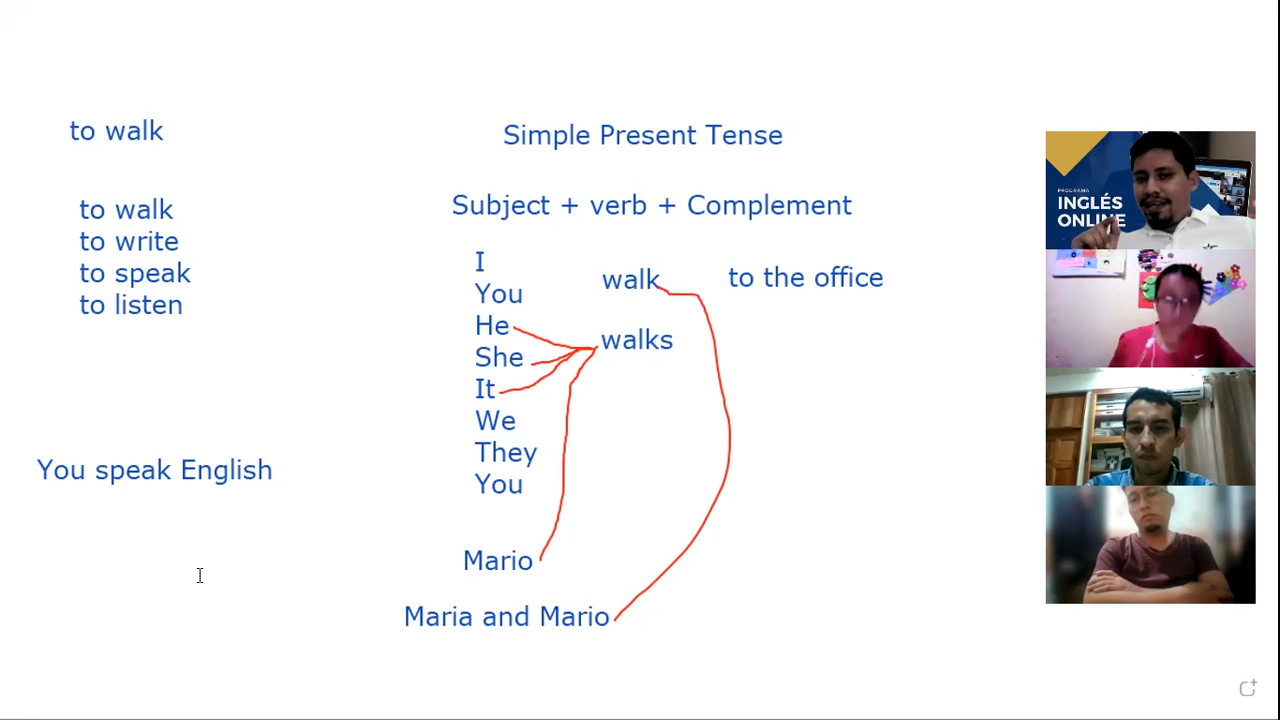 to walk
to walk
to write
to speak
to listen
You speak English
Simple Present Tense
Subject + verb + Complement
I
You
He
She
It
We
They
You
walk
walks
to the office
Mario
Maria and Mario
PROGRAMA
INGLÉS
ONLINE